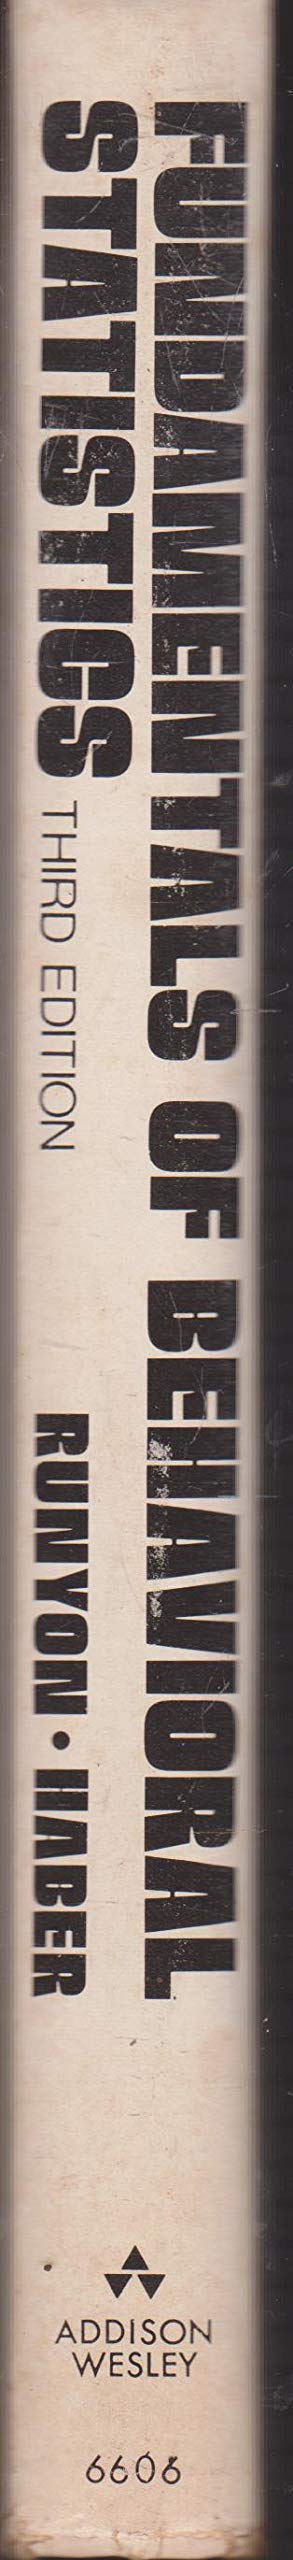 FUNDAMENTALS OF BEHAVIORAL
STATISTICS THIRD EDITION
RUNYON • HABER
ADDISON
WESLEY
6606